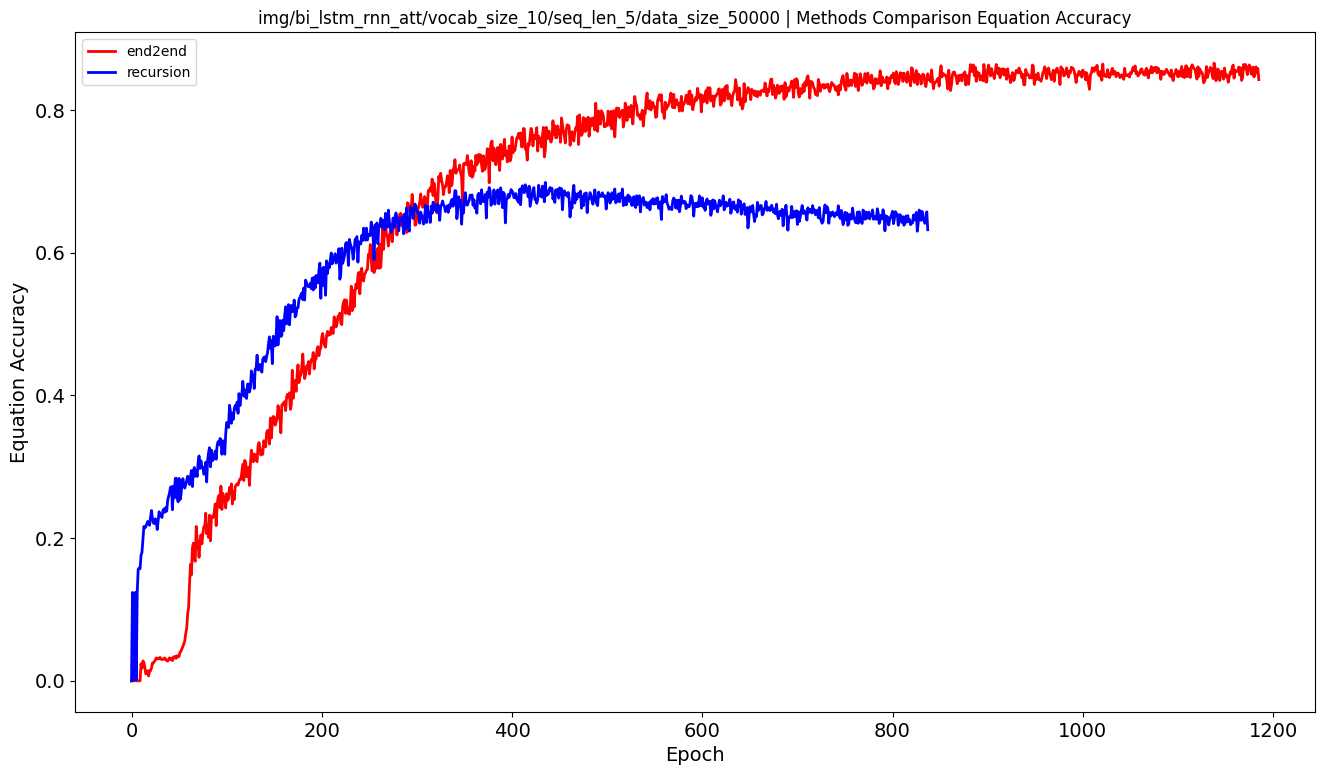 img/bi_lstm_rnn_att/vocab_size_10/seq_len_5/data_size_50000 | Methods Comparison Equation Accuracy
end2end
recursion
Equation Accuracy
0.8
0.6
0.4
0.2
0.0
0 200 400 600 800 1000 1200
Epoch